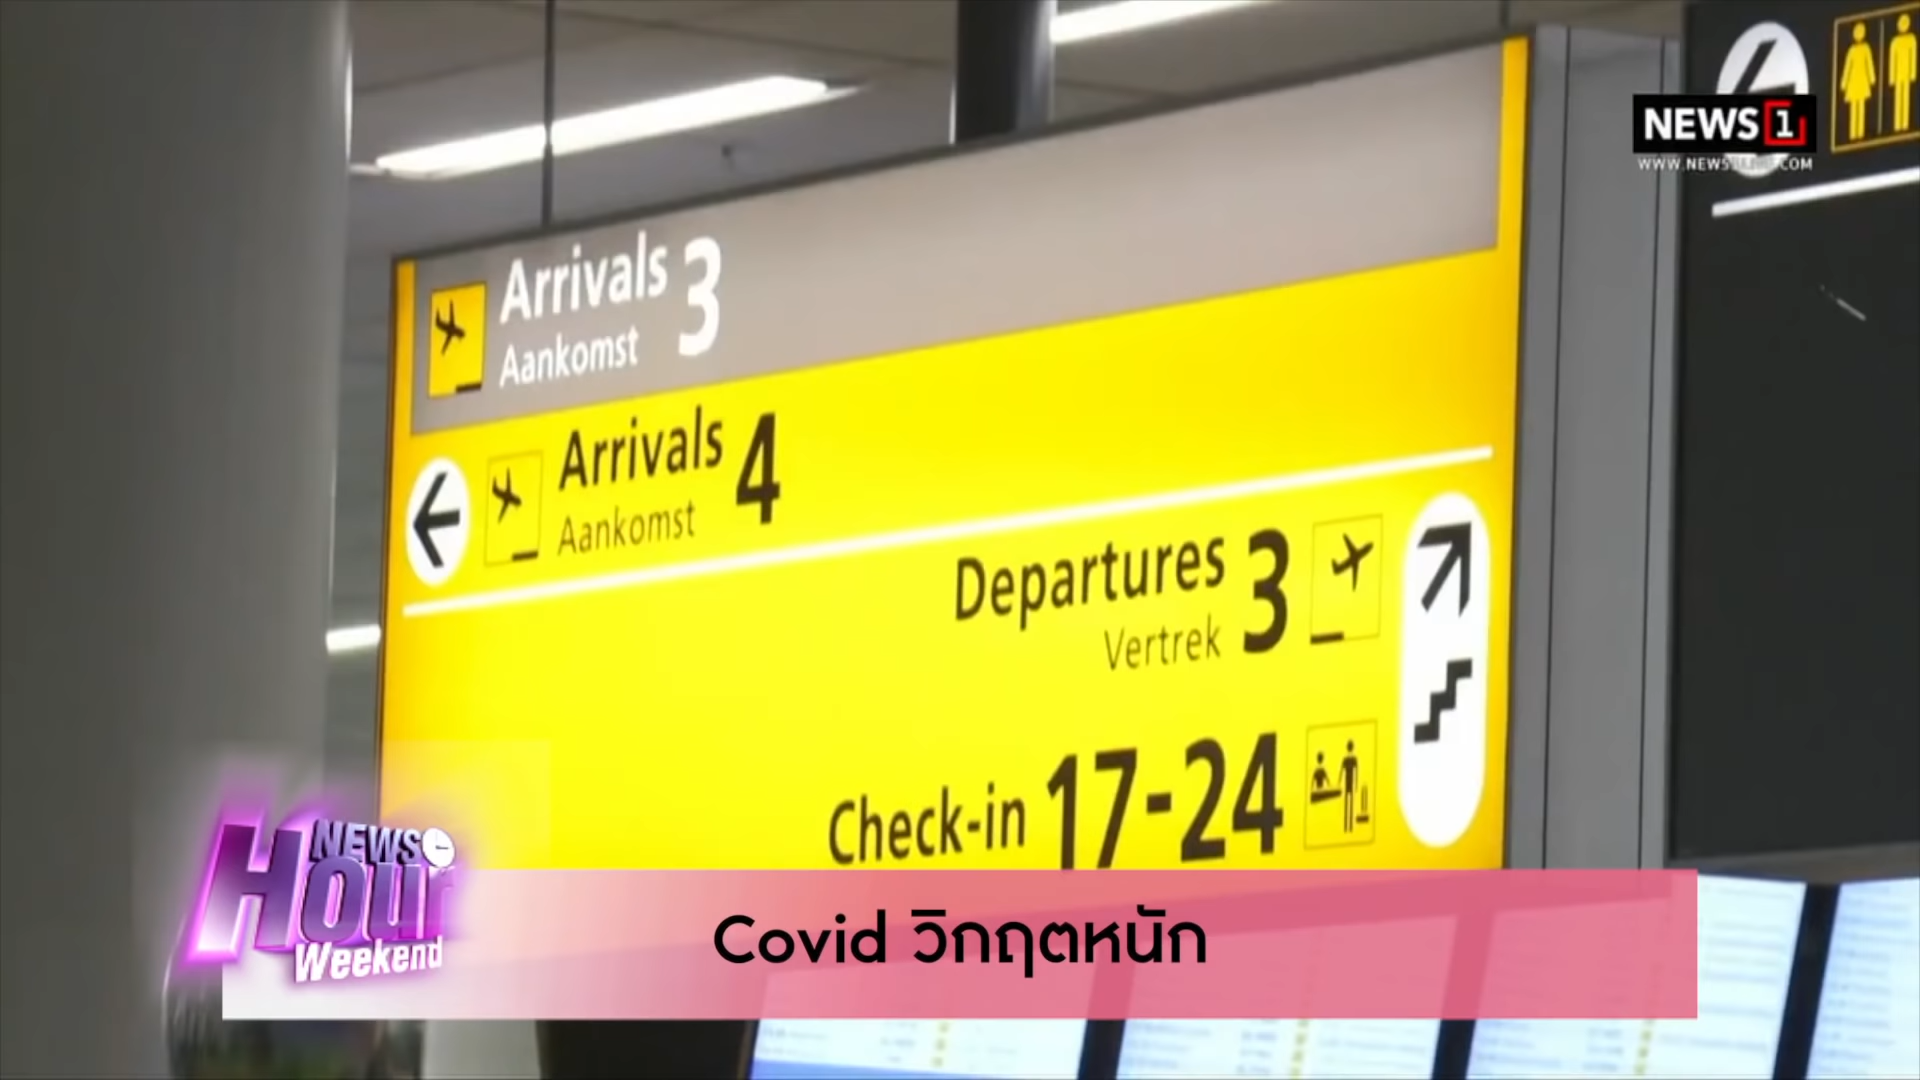 NEWS 1
Arrivals 3
Aankomst
Arrivals 4
Aankomst
Departures 3
Vertrek
Check-in 17-24
NEWS
Hour
Weekend
Covid วิกฤตหนัก